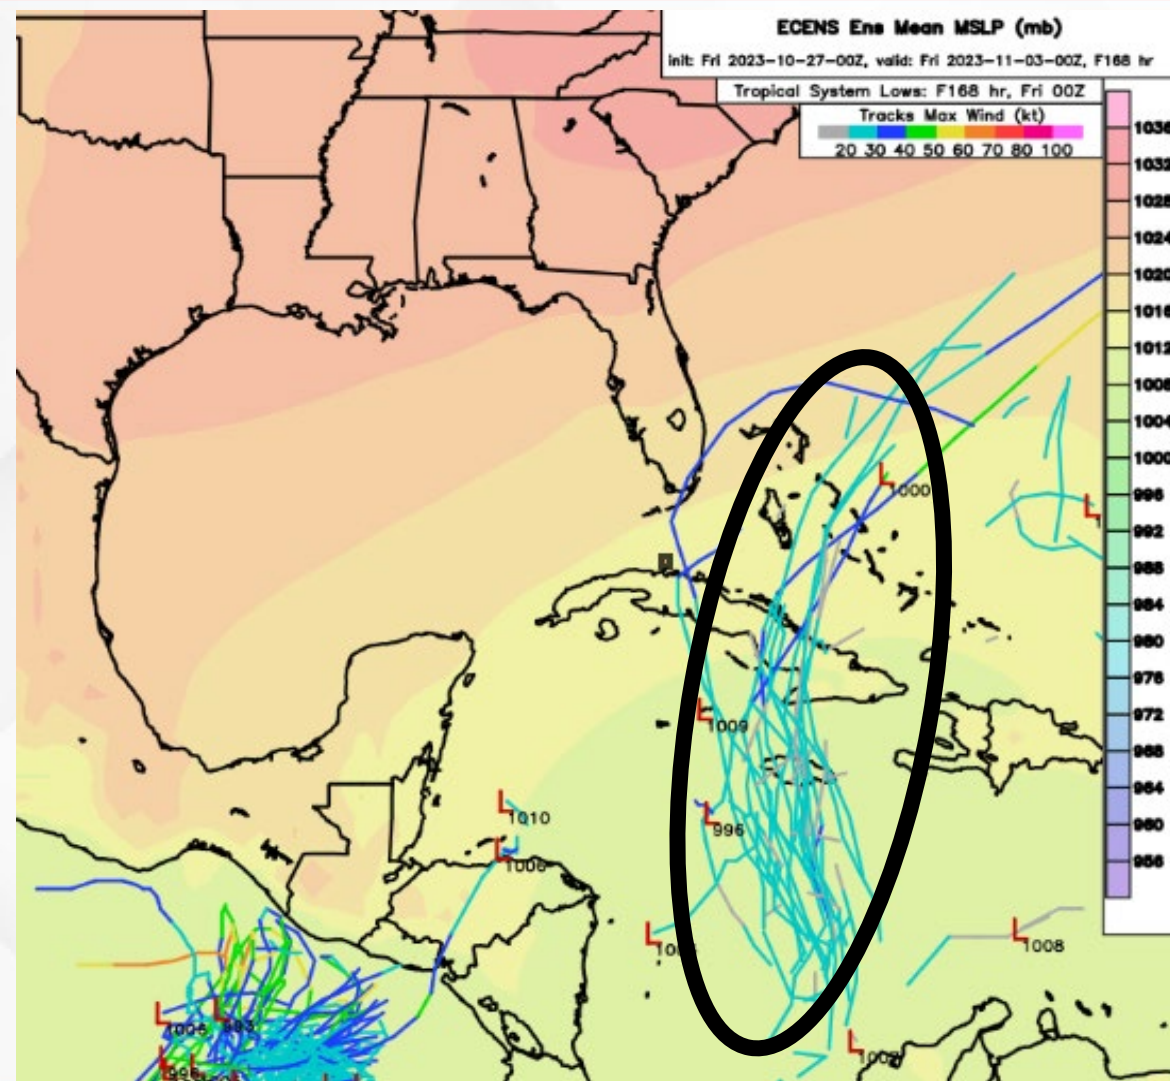 ECENS Ens Mean MSLP (mb)
init: Fri 2023-10-27-00Z, valid: Fri 2023-11-03-00Z, F168 hr
Tropical System Lows: F168 hr, Fri 00Z
Tracks Max Wind (kt)
20 30 40 50 60 70 80 100
1036
1032
1028
1024
1020
1016
1012
1008
1004
1000
996
992
988
984
980
976
972
968
964
960
956
L
1000
L
L
1009
L
996
L
1010
L
1006
L
L
1008
L
1006
L
L
L